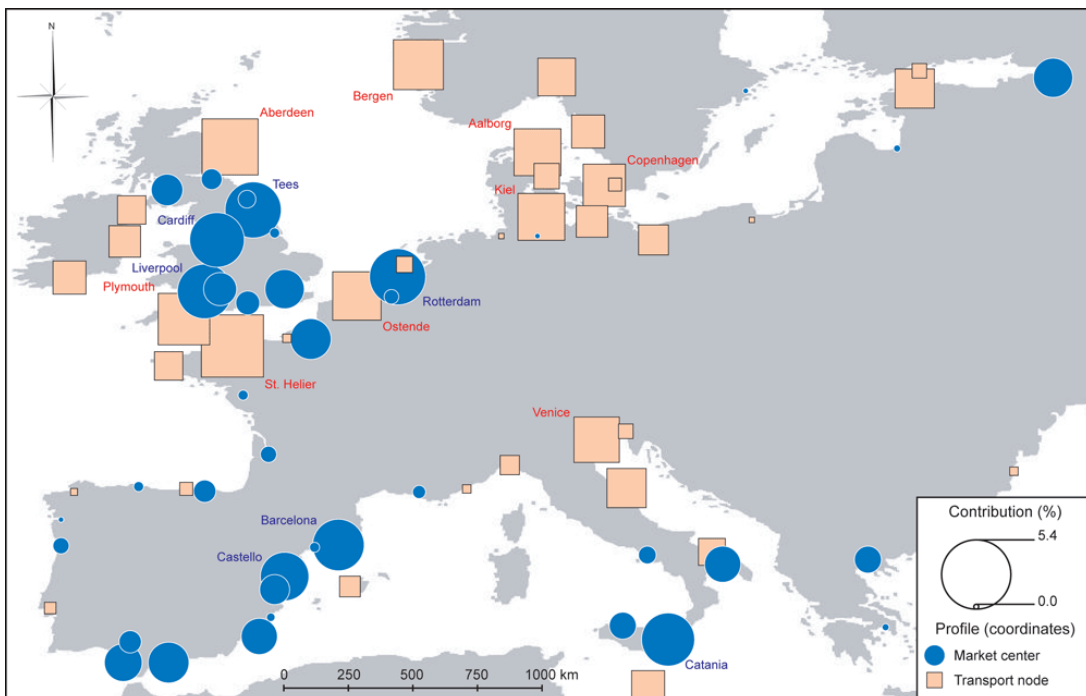 N
Bergen
Aberdeen
Aalborg
Copenhagen
Kiel
Tees
Cardiff
Liverpool
Plymouth
Rotterdam
Ostende
St. Helier
Venice
Barcelona
Castello
Catania
0 250 500 1000 km
Contribution (%)
5.4
0.0
Profile (coordinates)
Market center
Transport node